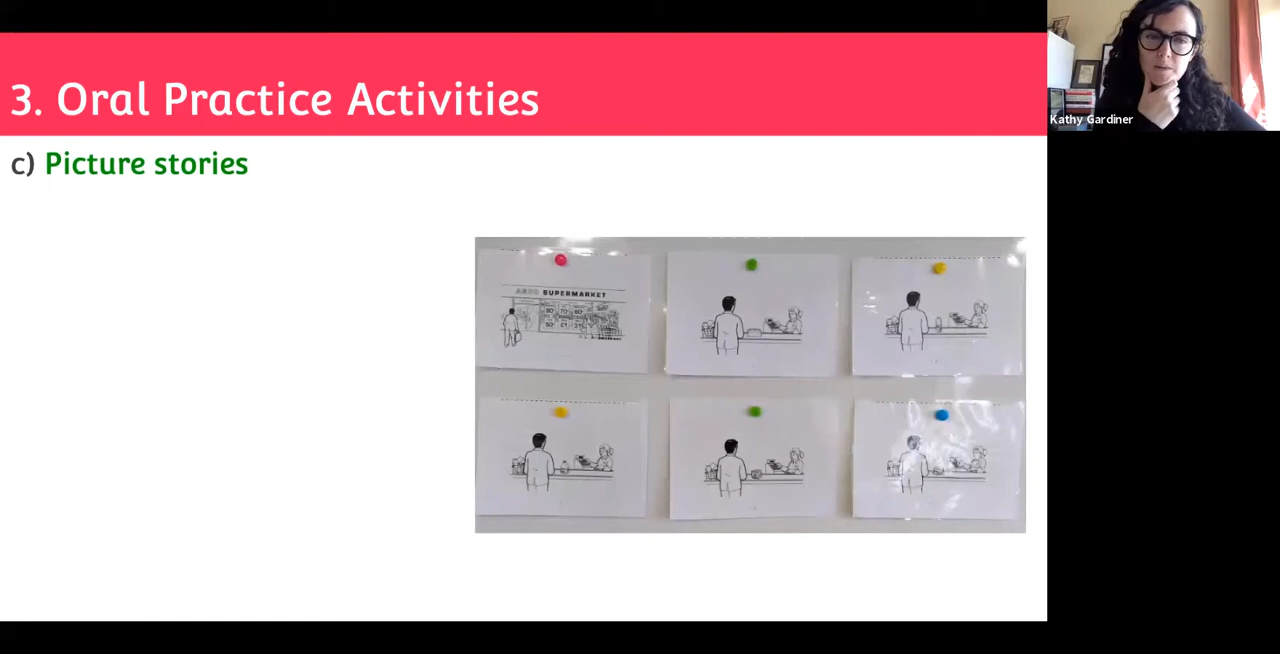 3. Oral Practice Activities
c) Picture stories
SUPERMARKET
Kathy Gardiner